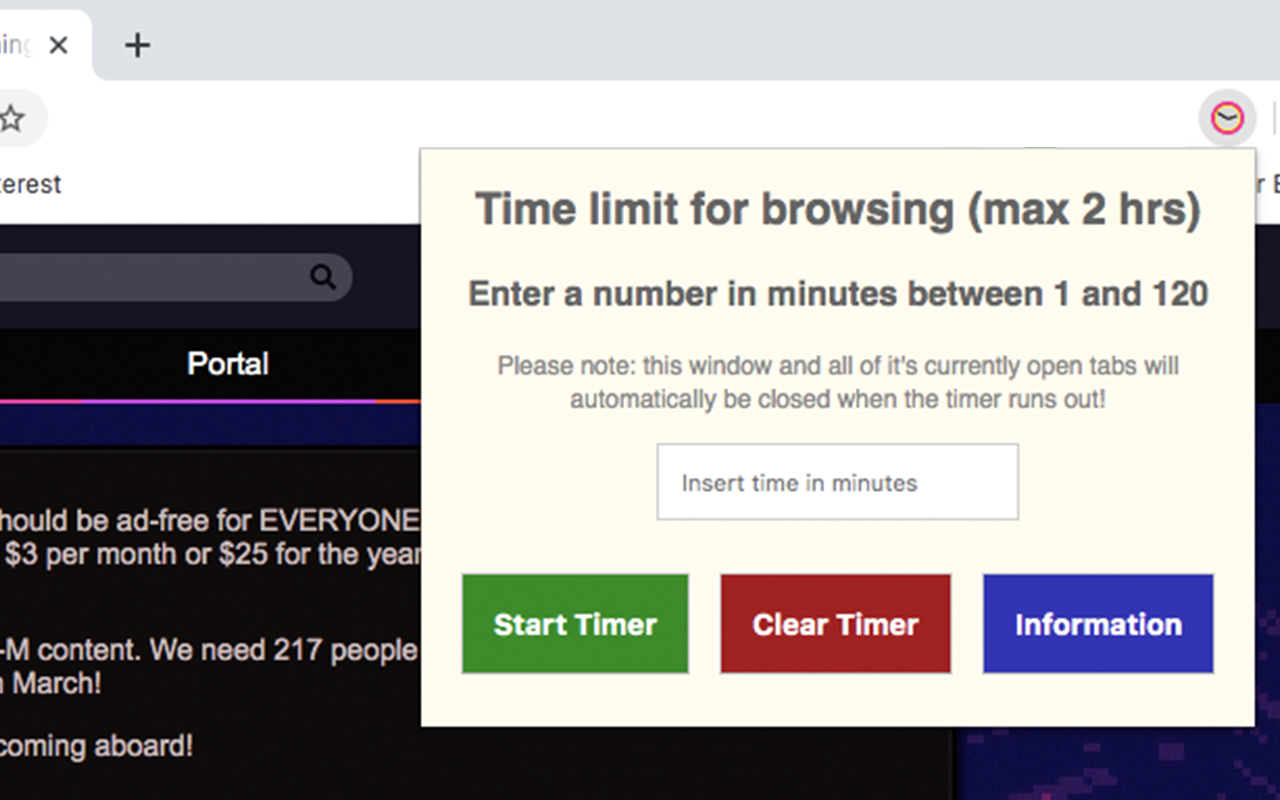 Time limit for browsing (max 2 hrs)
Enter a number in minutes between 1 and 120
Please note: this window and all of it's currently open tabs will
automatically be closed when the timer runs out!
Insert time in minutes
Start Timer
Clear Timer
Information
Portal
be ad-free for EVERYONE
$3 per month or $25 for the year
-M content. We need 217 people
March!
coming aboard!